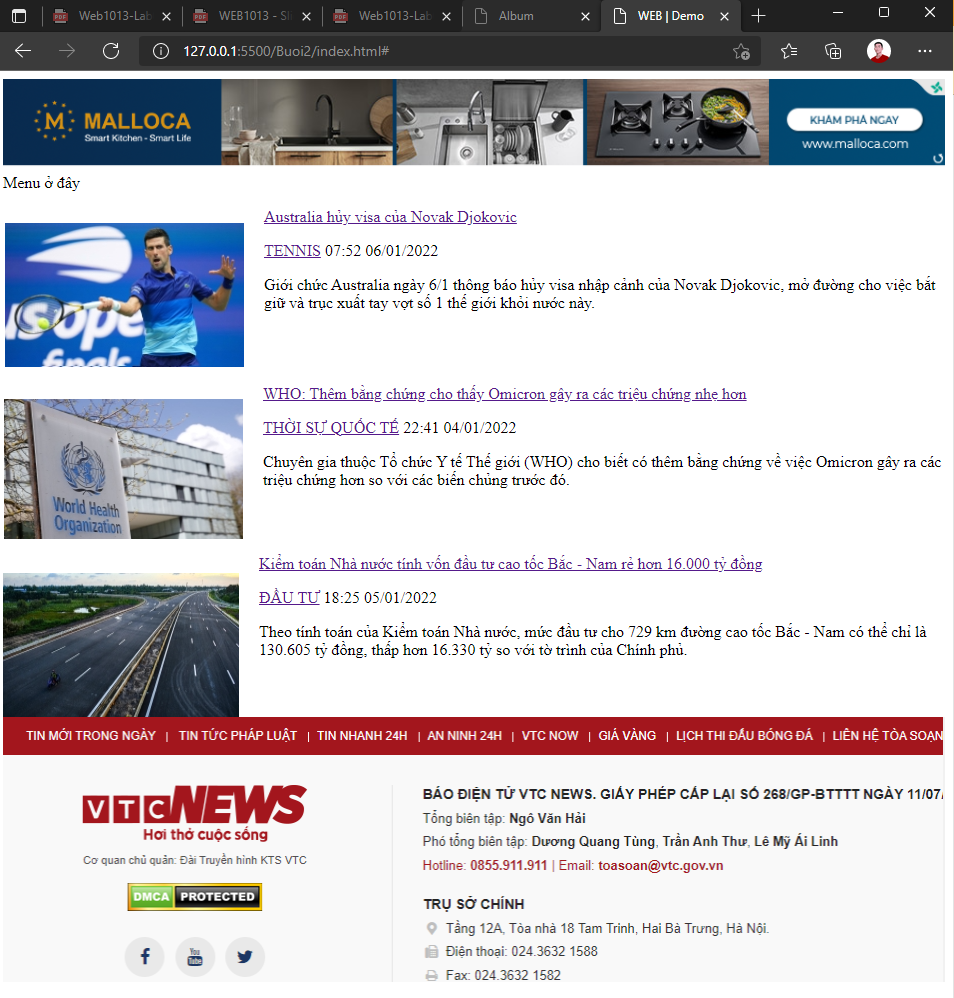 Web1013-Lab
WEB1013 - Sli
Web1013-Lab
Album
WEB | Demo
127.0.0.1:5500/Buoi2/index.html#
M MALLOCA
Smart Kitchen - Smart Life
KHÁM PHÁ NGAY
www.malloca.com
Menu ở đây
Australia hủy visa của Novak Djokovic
TENNIS 07:52 06/01/2022
Giới chức Australia ngày 6/1 thông báo hủy visa nhập cảnh của Novak Djokovic, mở đường cho việc bắt
giữ và trục xuất tay vợt số 1 thế giới khỏi nước này.
us open
finals
WHO: Thêm bằng chứng cho thấy Omicron gây ra các triệu chứng nhẹ hơn
THỜI SỰ QUỐC TẾ 22:41 04/01/2022
Chuyên gia thuộc Tổ chức Y tế Thế giới (WHO) cho biết có thêm bằng chứng về việc Omicron gây ra các
triệu chứng hơn so với các biến chủng trước đó.
World Health
Organization
Kiểm toán Nhà nước tính vốn đầu tư cao tốc Bắc - Nam rẻ hơn 16.000 tỷ đồng
ĐẦU TƯ 18:25 05/01/2022
Theo tính toán của Kiểm toán Nhà nước, mức đầu tư cho 729 km đường cao tốc Bắc - Nam có thể chỉ là
130.605 tỷ đồng, thấp hơn 16.330 tỷ so với tờ trình của Chính phủ.
TIN MỚI TRONG NGÀY | TIN TỨC PHÁP LUẬT | TIN NHANH 24H | AN NINH 24H | VTC NOW | GIÁ VÀNG | LỊCH THI ĐẤU BÓNG ĐÁ | LIÊN HỆ TÒA SOẠN
VTC NEWS
Hơi thở cuộc sống
Cơ quan chủ quản: Đài Truyền hình KTS VTC
DMCA PROTECTED
f You Tube
BÁO ĐIỆN TỬ VTC NEWS. GIẤY PHÉP CẤP LẠI SỐ 268/GP-BTTTT NGÀY 11/07/
Tổng biên tập: Ngô Văn Hải
Phó tổng biên tập: Dương Quang Tùng, Trần Anh Thư, Lê Mỹ Ái Linh
Hotline: 0855.911.911 | Email: toasoan@vtc.gov.vn
TRỤ SỞ CHÍNH
Tầng 12A, Tòa nhà 18 Tam Trinh, Hai Bà Trưng, Hà Nội.
Điện thoại: 024.3632 1588
Fax: 024.3632 1582